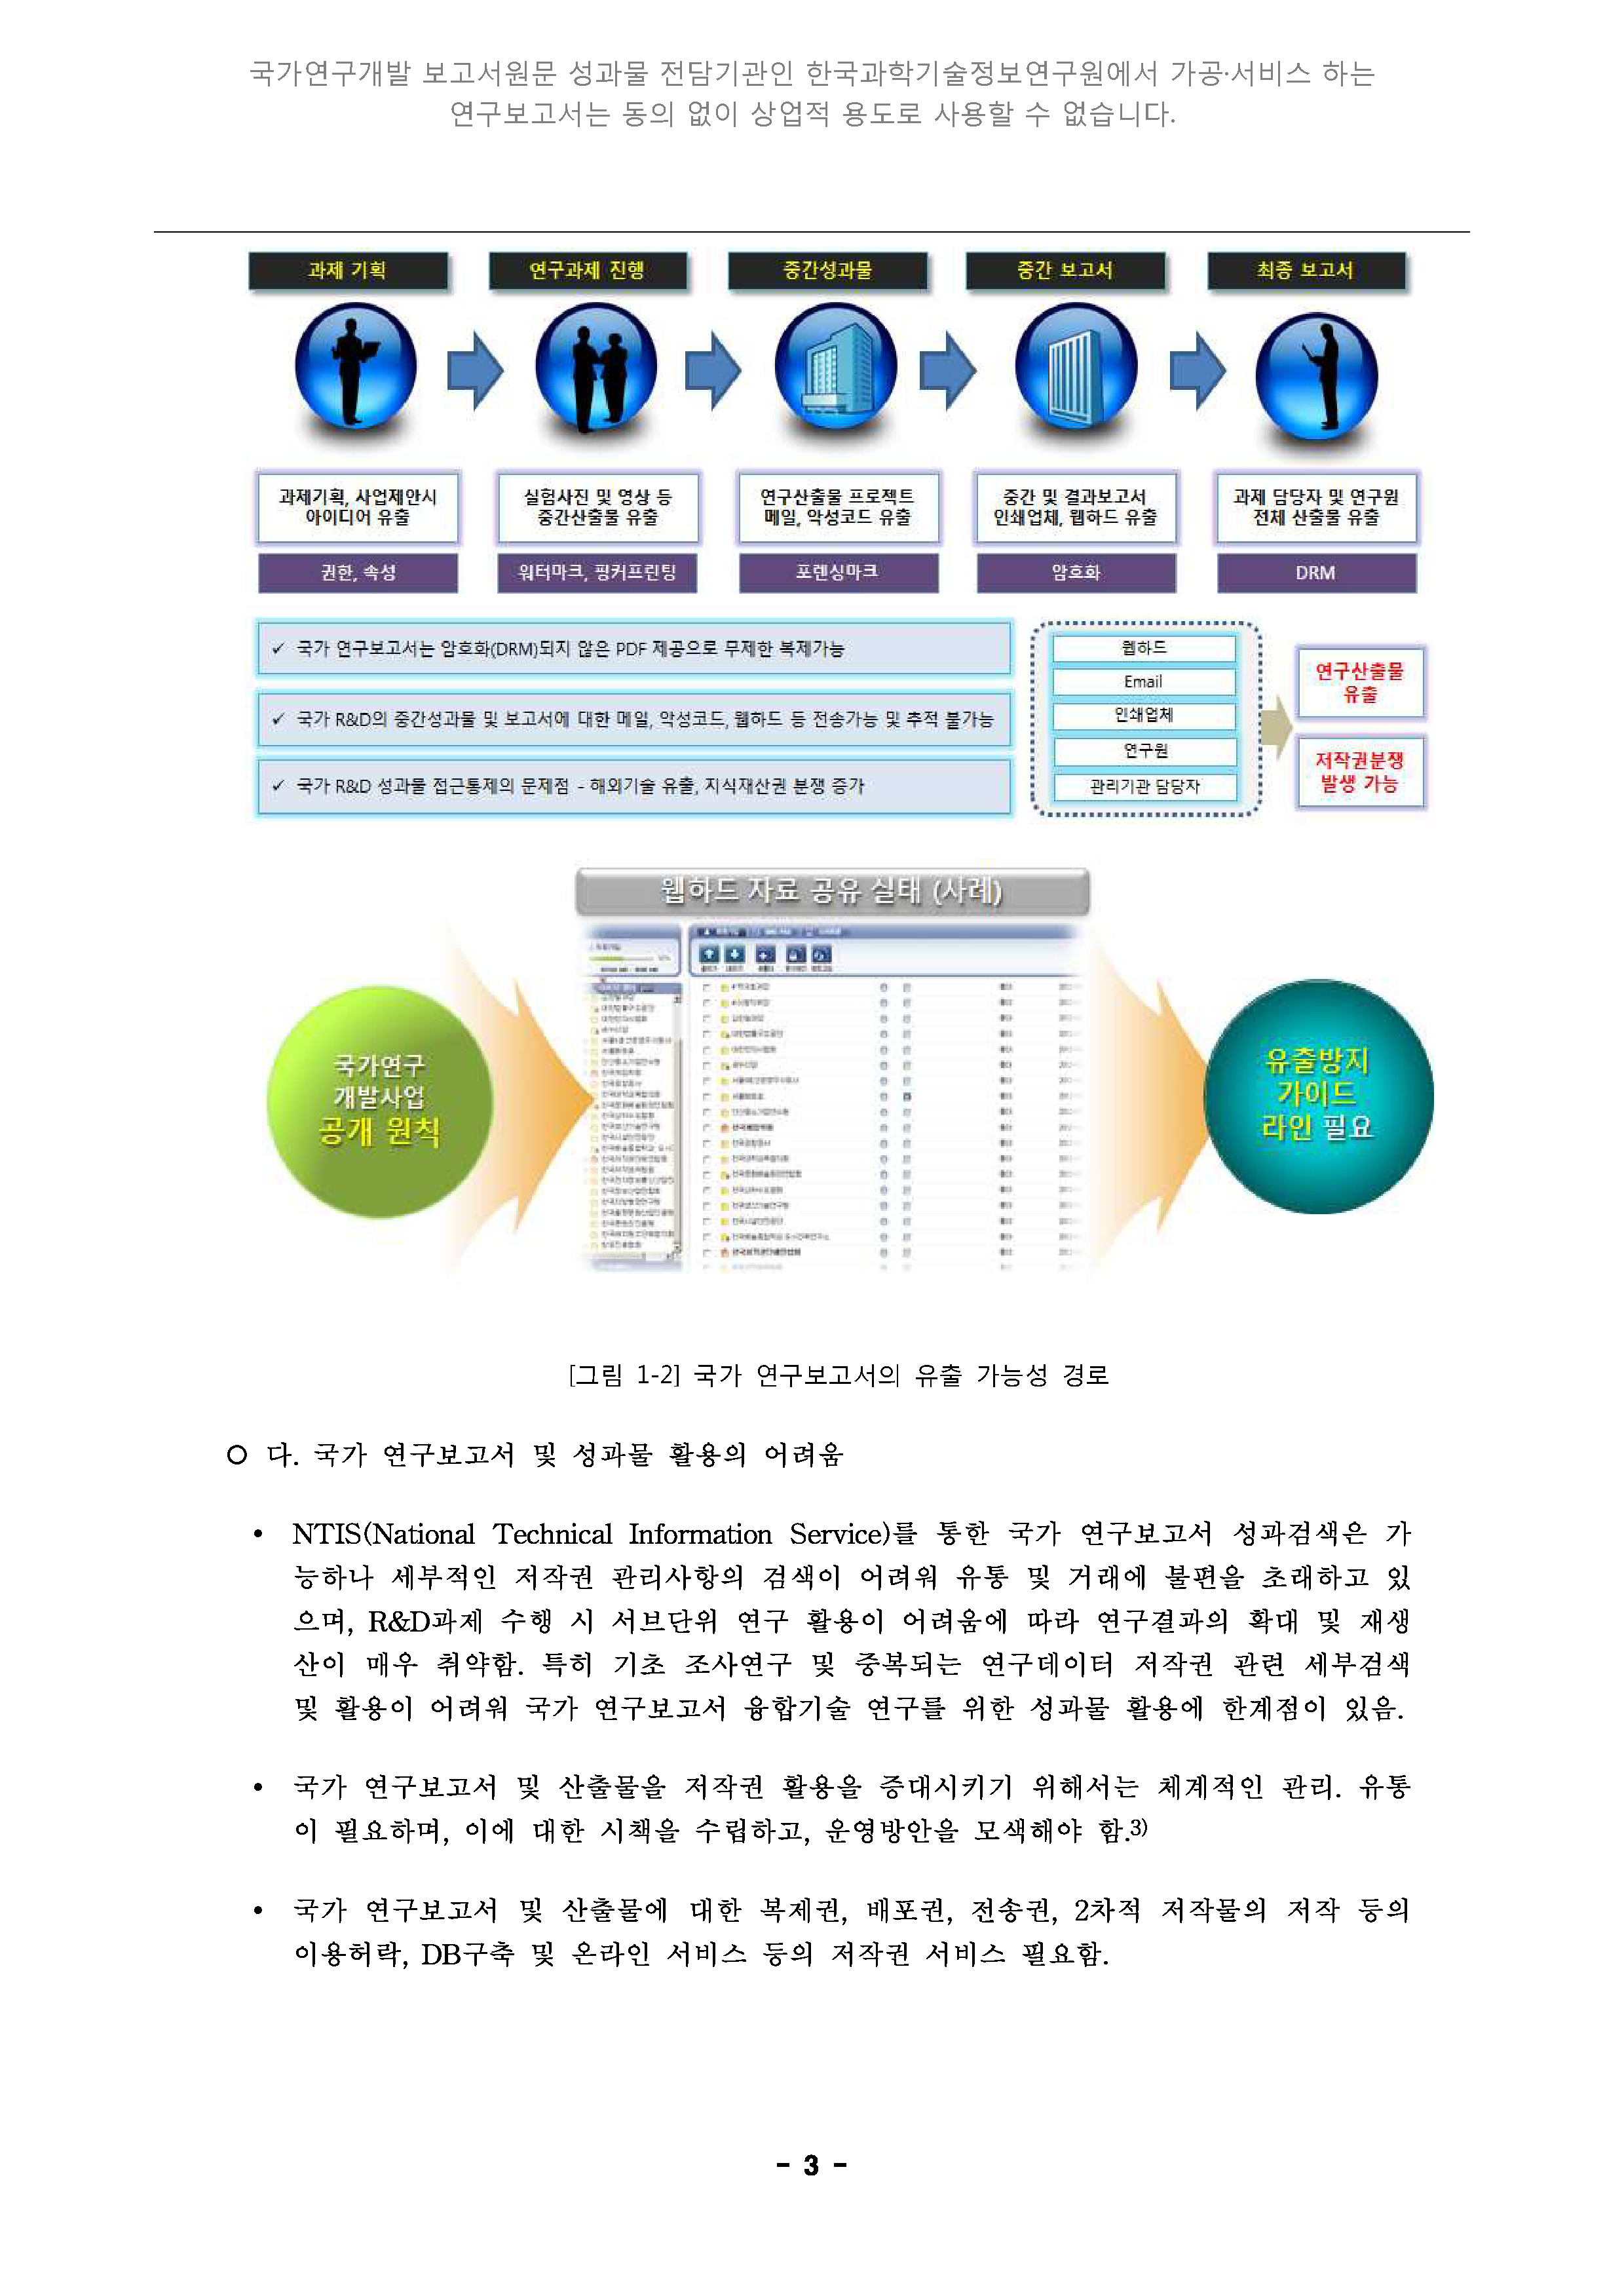 국가연구개발 보고서원문 성과물 전담기관인 한국과학기술정보연구원에서 가공·서비스 하는
연구보고서는 동의 없이 상업적 용도로 사용할 수 없습니다.
과제 기획
연구과제 진행
중간성과물
중간 보고서
최종 보고서
과제기획, 사업제안시
아이디어 유출
실험사진 및 영상 등
중간산출물 유출
연구산출물 프로젝트
메일, 악성코드 유출
중간 및 결과보고서
인쇄업체, 웹하드 유출
과제 담당자 및 연구원
전체 산출물 유출
권한, 속성
워터마크, 핑커프린팅
포렌싱마크
암호화
DRM
✓ 국가 연구보고서는 암호화(DRM)되지 않은 PDF 제공으로 무제한 복제가능
✓ 국가 R&D의 중간성과물 및 보고서에 대한 메일, 악성코드, 웹하드 등 전송가능 및 추적 불가능
✓ 국가 R&D 성과물 접근통제의 문제점 - 해외기술 유출, 지식재산권 분쟁 증가
웹하드
Email
인쇄업체
연구원
관리기관 담당자
연구산출물
유출
저작권분쟁
발생 가능
웹하드 자료 공유 실태 (사례)
국가연구
개발사업
공개 원칙
유출방지
가이드
라인 필요
[그림 1-2] 국가 연구보고서의 유출 가능성 경로
○ 다. 국가 연구보고서 및 성과물 활용의 어려움
• NTIS(National Technical Information Service)를 통한 국가 연구보고서 성과검색은 가
능하나 세부적인 저작권 관리사항의 검색이 어려워 유통 및 거래에 불편을 초래하고 있
으며, R&D과제 수행 시 서브단위 연구 활용이 어려움에 따라 연구결과의 확대 및 재생
산이 매우 취약함. 특히 기초 조사연구 및 중복되는 연구데이터 저작권 관련 세부검색
및 활용이 어려워 국가 연구보고서 융합기술 연구를 위한 성과물 활용에 한계점이 있음.
• 국가 연구보고서 및 산출물을 저작권 활용을 증대시키기 위해서는 체계적인 관리. 유통
이 필요하며, 이에 대한 시책을 수립하고, 운영방안을 모색해야 함.3)
• 국가 연구보고서 및 산출물에 대한 복제권, 배포권, 전송권, 2차적 저작물의 저작 등의
이용허락, DB구축 및 온라인 서비스 등의 저작권 서비스 필요함.
- 3 -